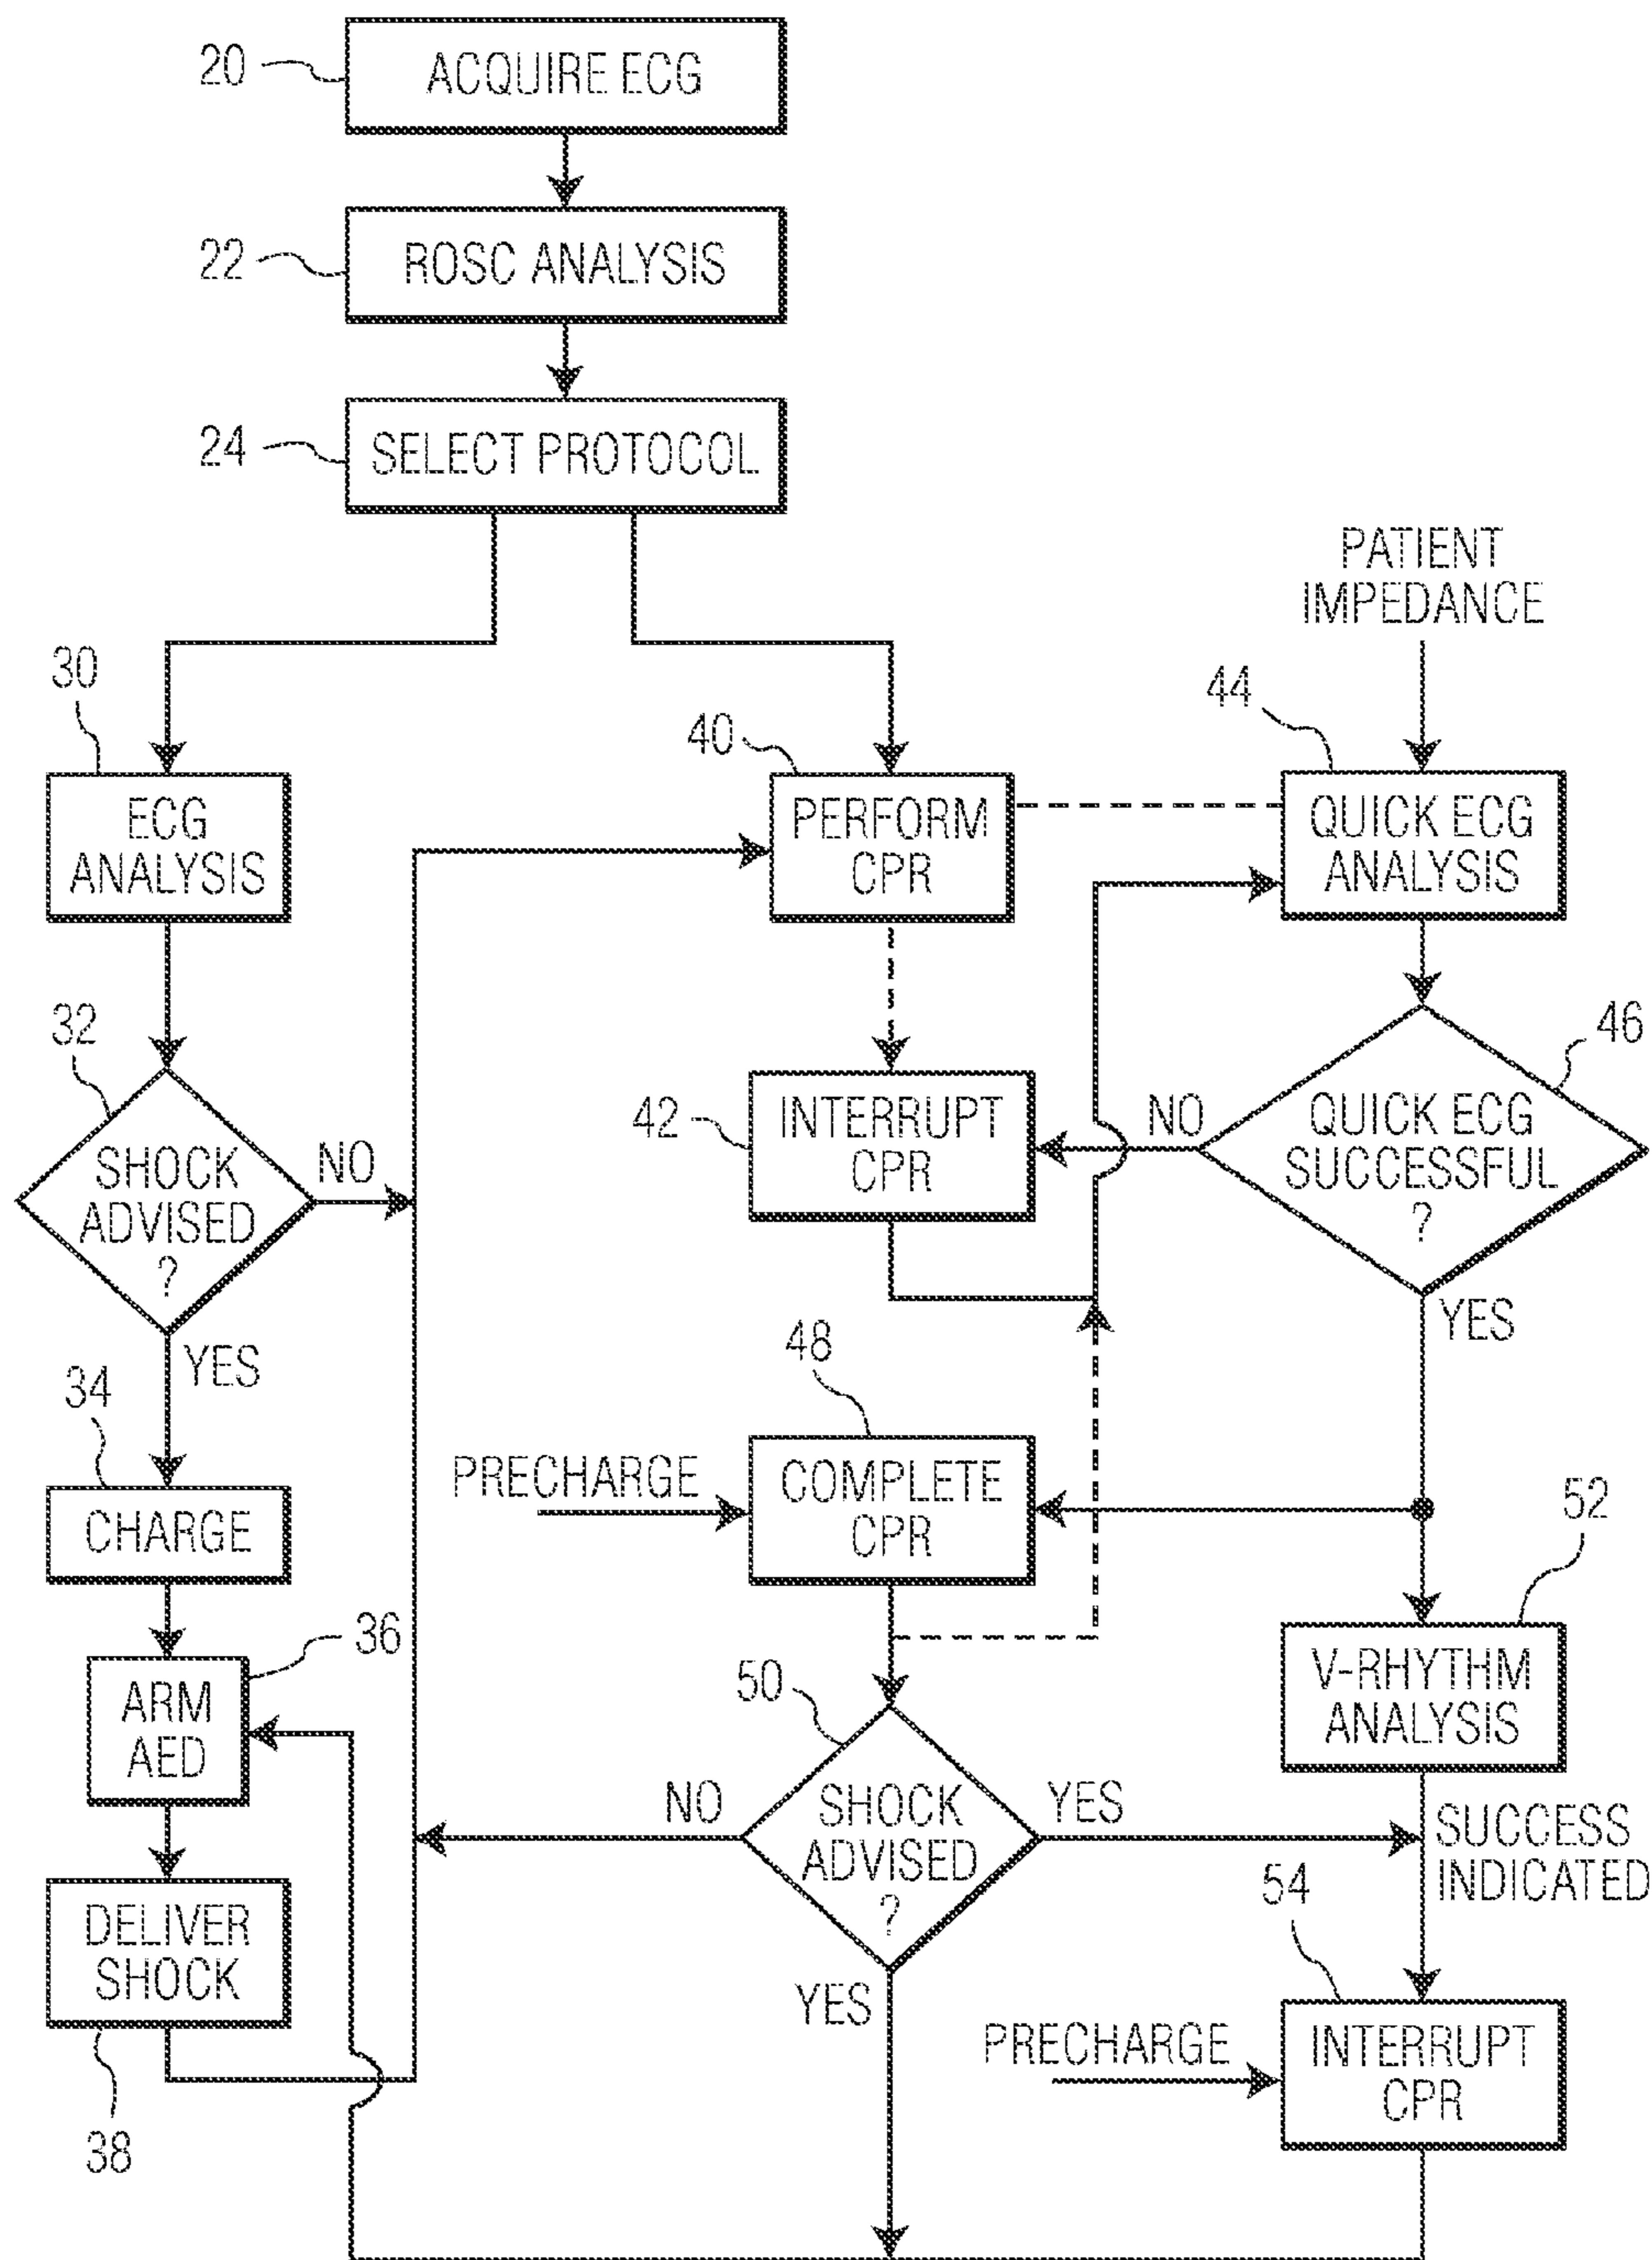 20
ACQUIRE ECG
22
ROSC ANALYSIS
24
SELECT PROTOCOL
PATIENT
IMPEDANCE
30
ECG
ANALYSIS
40
PERFORM
CPR
44
QUICK ECG
ANALYSIS
32
SHOCK
ADVISED
?
NO
YES
42
INTERRUPT
CPR
NO
46
QUICK ECG
SUCCESSFUL
?
YES
34
CHARGE
48
PRECHARGE
COMPLETE
CPR
52
V-RHYTHM
ANALYSIS
36
ARM
AED
50
NO
SHOCK
ADVISED
?
YES
YES
SUCCESS
INDICATED
DELIVER
SHOCK
38
54
PRECHARGE
INTERRUPT
CPR